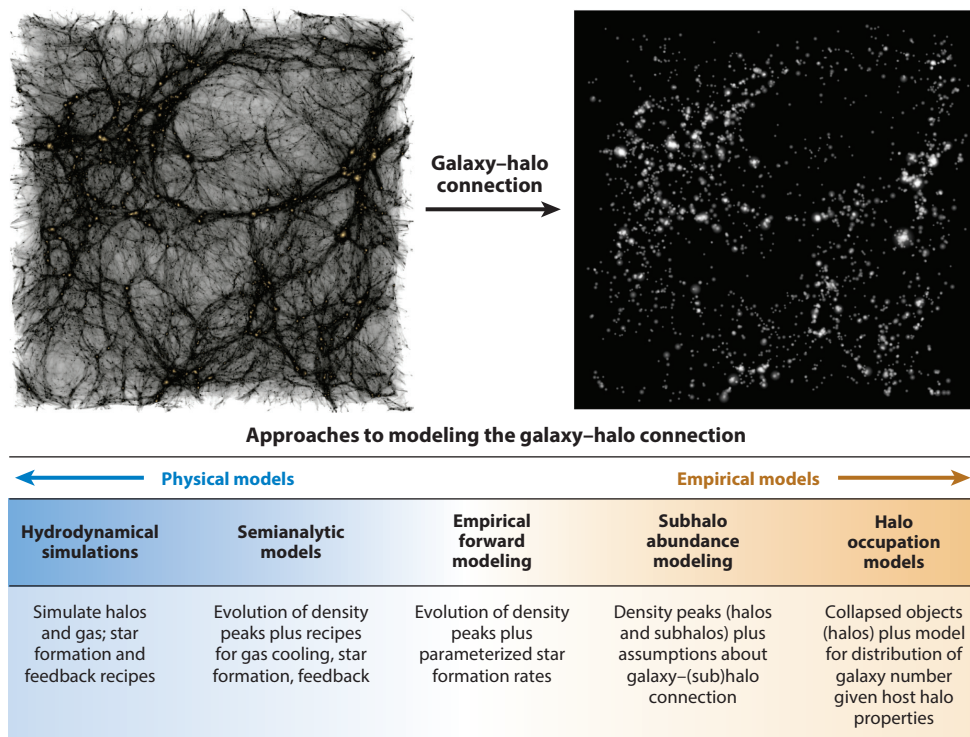 Galaxy–halo
connection
Approaches to modeling the galaxy–halo connection
Physical models
Empirical models
Hydrodynamical
simulations
Semianalytic
models
Empirical
forward
modeling
Subhalo
abundance
modeling
Halo
occupation
models
Simulate halos
and gas; star
formation and
feedback recipes
Evolution of density
peaks plus recipes
for gas cooling, star
formation, feedback
Evolution of density
peaks plus
parameterized star
formation rates
Density peaks (halos
and subhalos) plus
assumptions about
galaxy–(sub)halo
connection
Collapsed objects
(halos) plus model
for distribution of
galaxy number
given host halo
properties